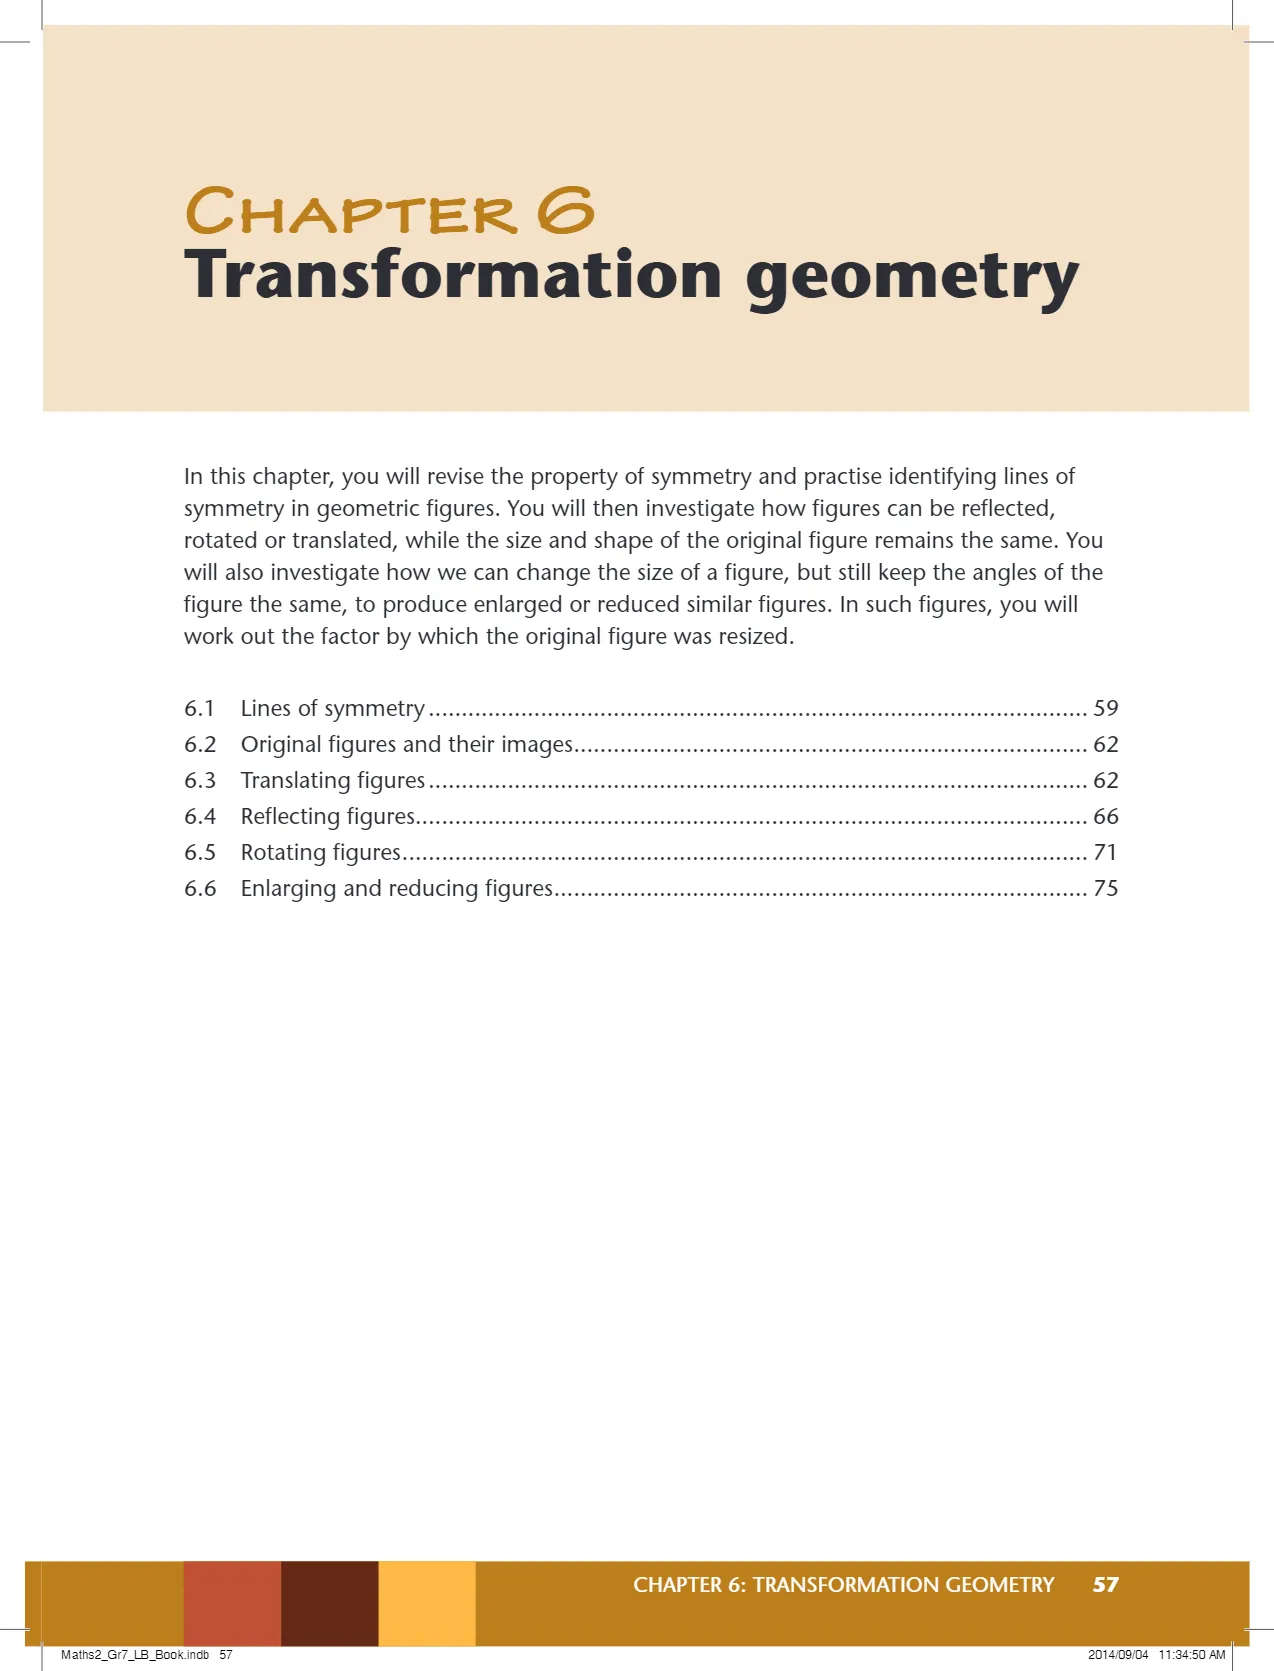 Chapter 6
Transformation geometry
In this chapter, you will revise the property of symmetry and practise identifying lines of
symmetry in geometric figures. You will then investigate how figures can be reflected,
rotated or translated, while the size and shape of the original figure remains the same. You
will also investigate how we can change the size of a figure, but still keep the angles of the
figure the same, to produce enlarged or reduced similar figures. In such figures, you will
work out the factor by which the original figure was resized.
6.1 Lines of symmetry.................................................................................................... 59
6.2 Original figures and their images.............................................................................. 62
6.3 Translating figures.................................................................................................... 62
6.4 Reflecting figures...................................................................................................... 66
6.5 Rotating figures........................................................................................................ 71
6.6 Enlarging and reducing figures................................................................................. 75
CHAPTER 6: TRANSFORMATION GEOMETRY 57
Maths2_Gr7_LB_Book.indb 57 2014/09/04 11:34:50 AM